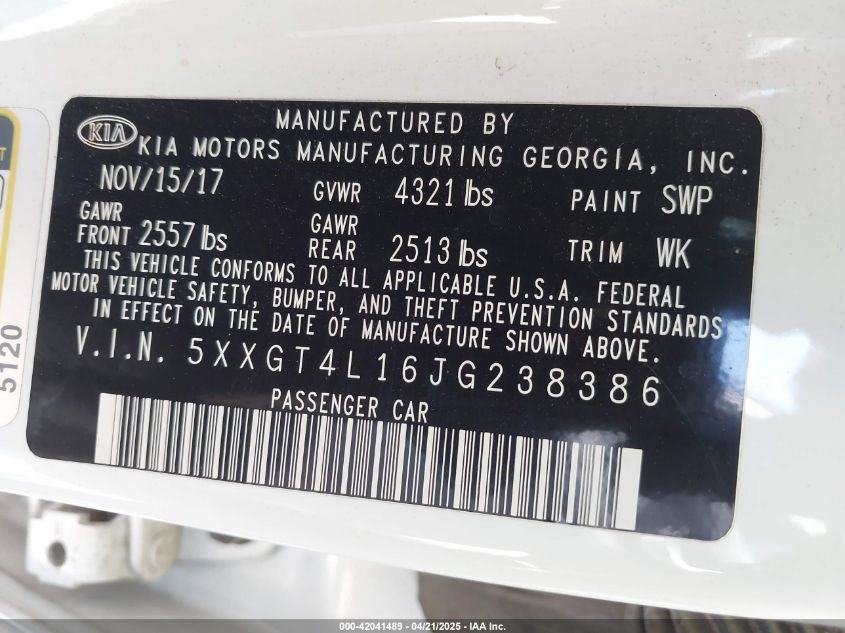 MANUFACTURED BY
KIA KIA MOTORS MANUFACTURING GEORGIA, INC.
NOV/15/17 GVWR 4321 lbs PAINT SWP
GAWR FRONT 2557 lbs GAWR REAR 2513 lbs TRIM WK
THIS VEHICLE CONFORMS TO ALL APPLICABLE U.S.A. FEDERAL
MOTOR VEHICLE SAFETY, BUMPER, AND THEFT PREVENTION STANDARDS
IN EFFECT ON THE DATE OF MANUFACTURE SHOWN ABOVE.
V.I.N. 5XXGT4L16JG238386
PASSENGER CAR
5120
000-42041489 - 04/21/2025 - IAA Inc.